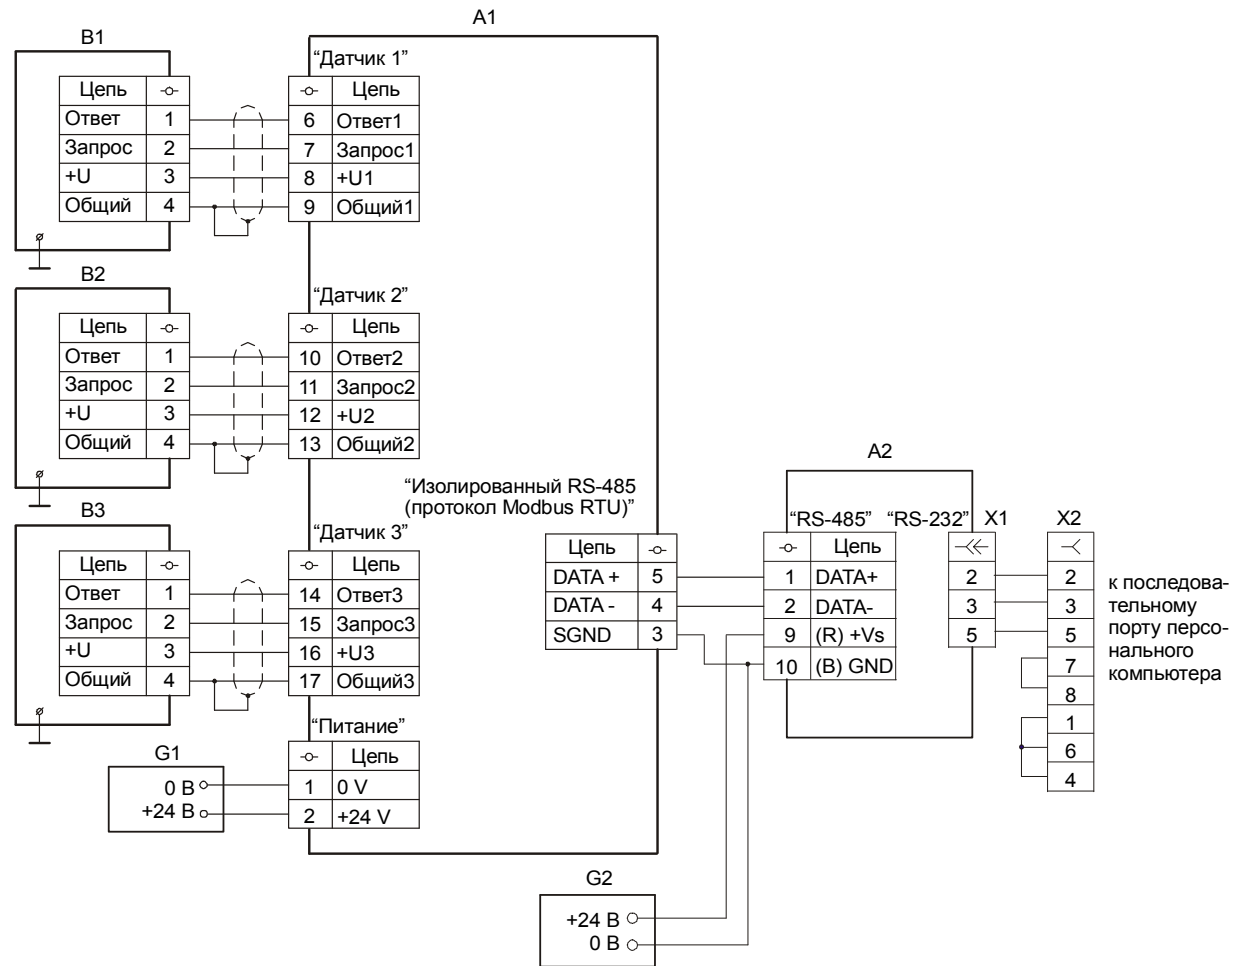 A1
B1
“Датчик 1”
Цепь
Цепь
Ответ 1
6 Ответ1
Запрос 2
7 Запрос1
+U 3
8 +U1
Общий 4
9 Общий1
B2
“Датчик 2”
Цепь
Цепь
Ответ 1
10 Ответ2
Запрос 2
11 Запрос2
+U 3
12 +U2
Общий 4
13 Общий2
B3
“Датчик 3”
Цепь
Цепь
Ответ 1
14 Ответ3
Запрос 2
15 Запрос3
+U 3
16 +U3
Общий 4
17 Общий3
“Питание”
Цепь
G1
0 В
1 0 V
+24 В
2 +24 V
“Изолированный RS-485
(протокол Modbus RTU)”
Цепь
DATA + 5
DATA - 4
SGND 3
A2
“RS-485”
“RS-232”
X1
X2
Цепь
1 DATA+
2 DATA-
9 (R) +Vs
10 (B) GND
2
3
5
2
3
5
7
8
1
6
4
к последова-
тельному
порту персо-
нального
компьютера
G2
+24 В
0 В